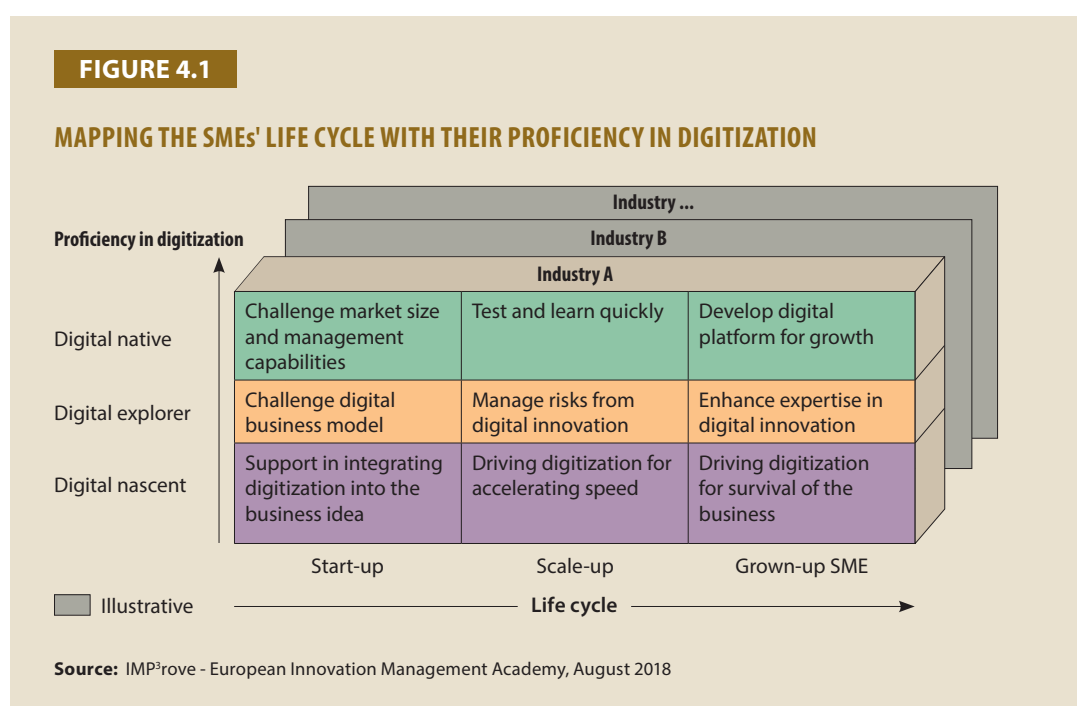 FIGURE 4.1
MAPPING THE SMEs' LIFE CYCLE WITH THEIR PROFICIENCY IN DIGITIZATION
Industry ...
Industry B
Industry A
Proficiency in digitization
Digital native
Challenge market size
and management
capabilities
Test and learn quickly
Develop digital
platform for growth
Digital explorer
Challenge digital
business model
Manage risks from
digital innovation
Enhance expertise in
digital innovation
Digital nascent
Support in integrating
digitization into the
business idea
Driving digitization for
accelerating speed
Driving digitization
for survival of the
business
Start-up
Scale-up
Grown-up SME
Illustrative
Life cycle
Source: IMP³rove - European Innovation Management Academy, August 2018